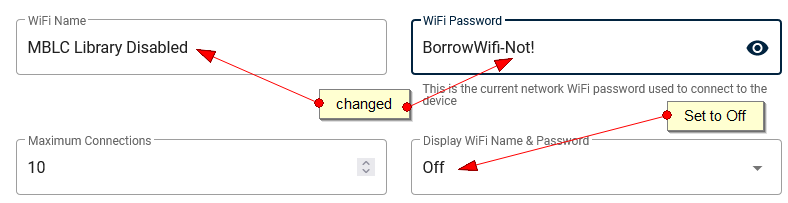 WiFi Name
MBLC Library Disabled
WiFi Password
BorrowWifi-Not!
This is the current network WiFi password used to connect to the
device
changed
Set to Off
Maximum Connections
10
Display WiFi Name & Password
Off